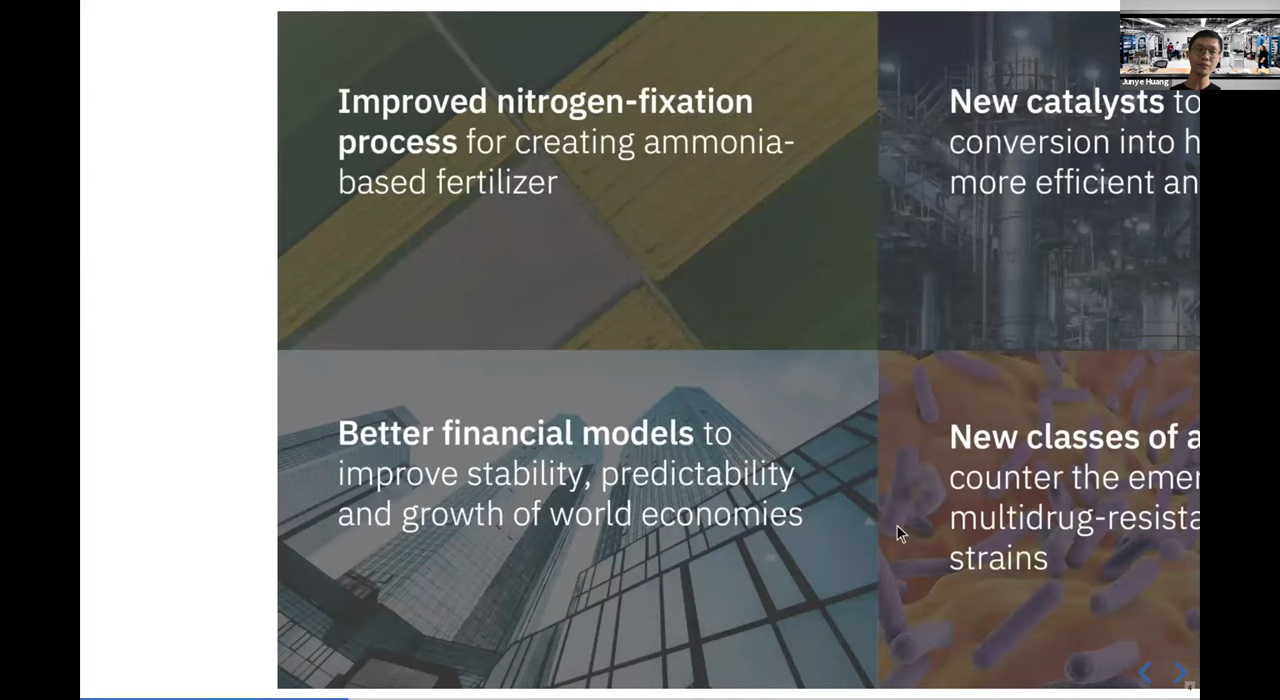 Improved nitrogen-fixation
process for creating ammonia-
based fertilizer
New catalysts to
conversion into h
more efficient an
Junye Huang
Better financial models to
improve stability, predictability
and growth of world economies
New classes of a
counter the emer
multidrug-resista
strains